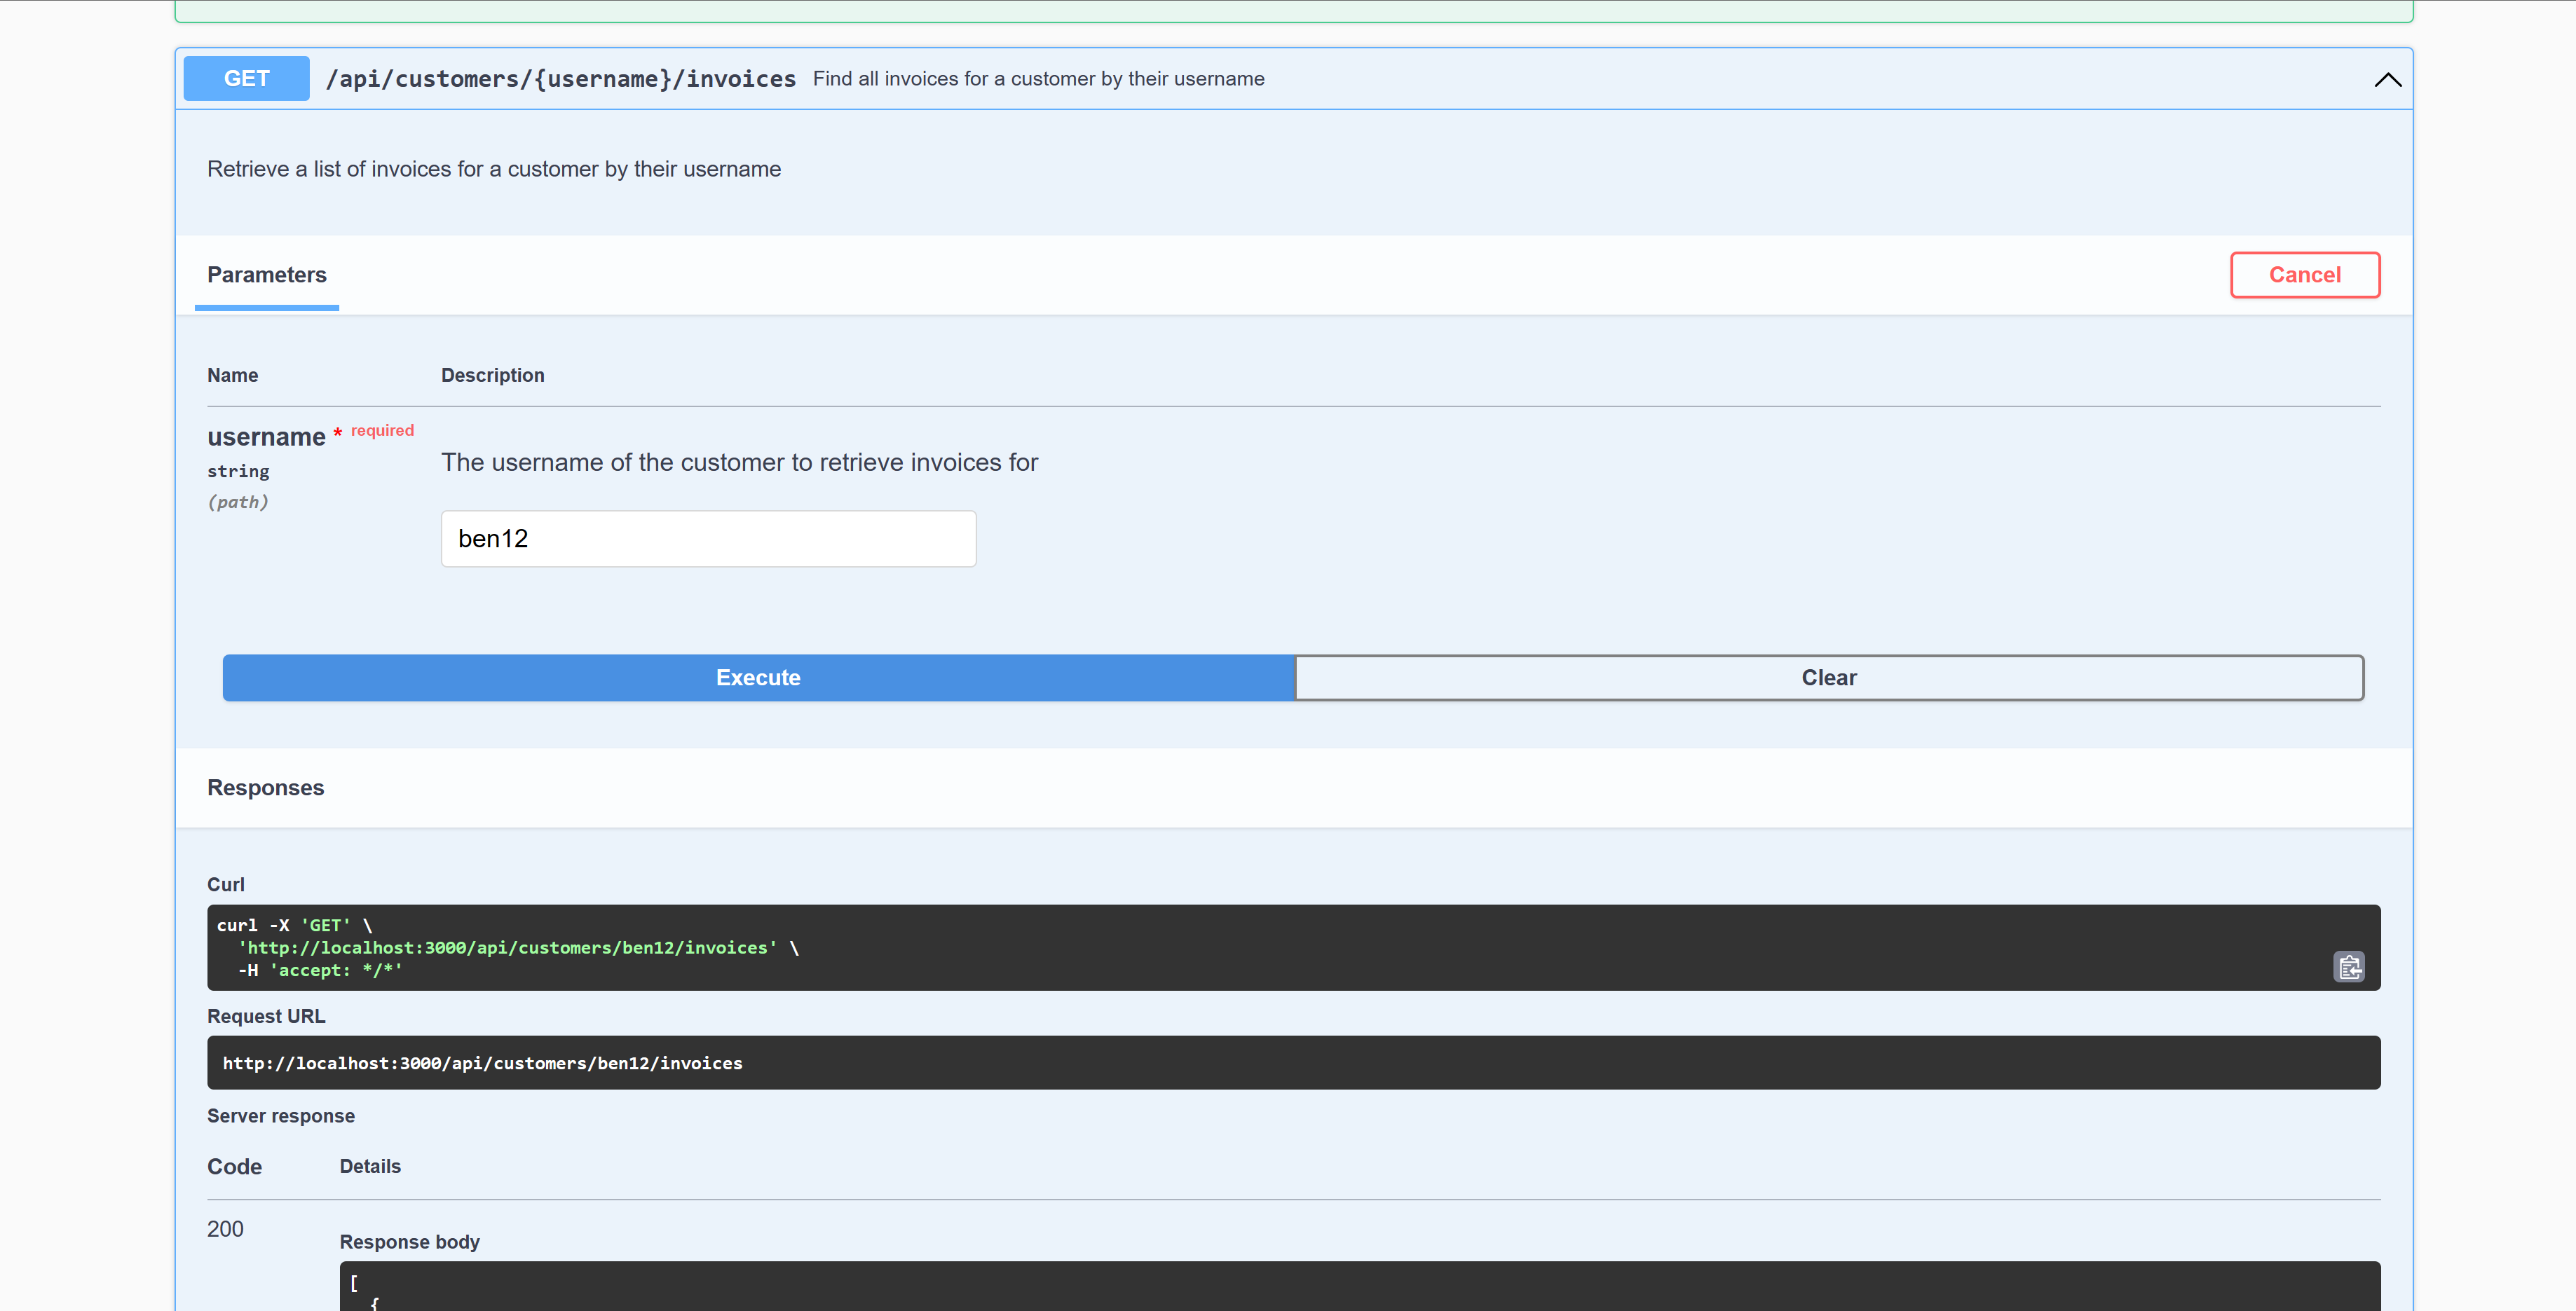 GET /api/customers/{username}/invoices Find all invoices for a customer by their username
Retrieve a list of invoices for a customer by their username
Parameters
Cancel
Name Description
username * required
string
(path)
The username of the customer to retrieve invoices for
ben12
Execute Clear
Responses
Curl
curl -X 'GET' \
  'http://localhost:3000/api/customers/ben12/invoices' \
  -H 'accept: */*'
Request URL
http://localhost:3000/api/customers/ben12/invoices
Server response
Code Details
200
Response body
[
  {